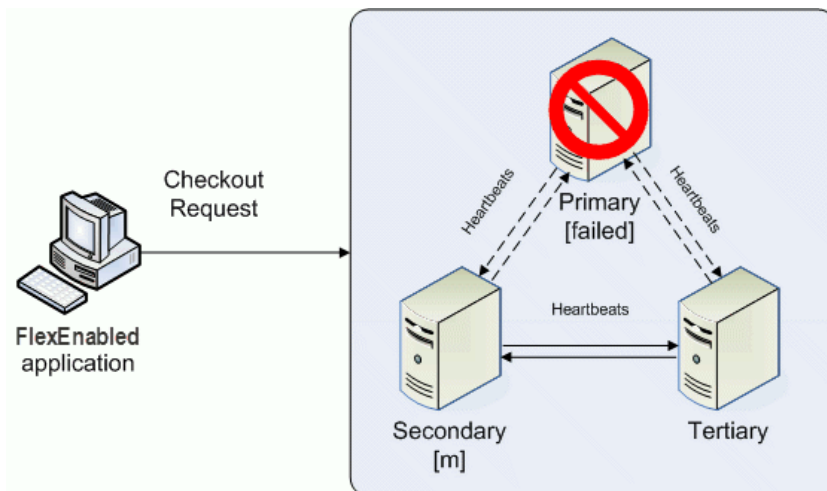 Checkout
Request
FlexEnabled
application
Primary
[failed]
Heartbeats
Heartbeats
Heartbeats
Secondary
[m]
Tertiary